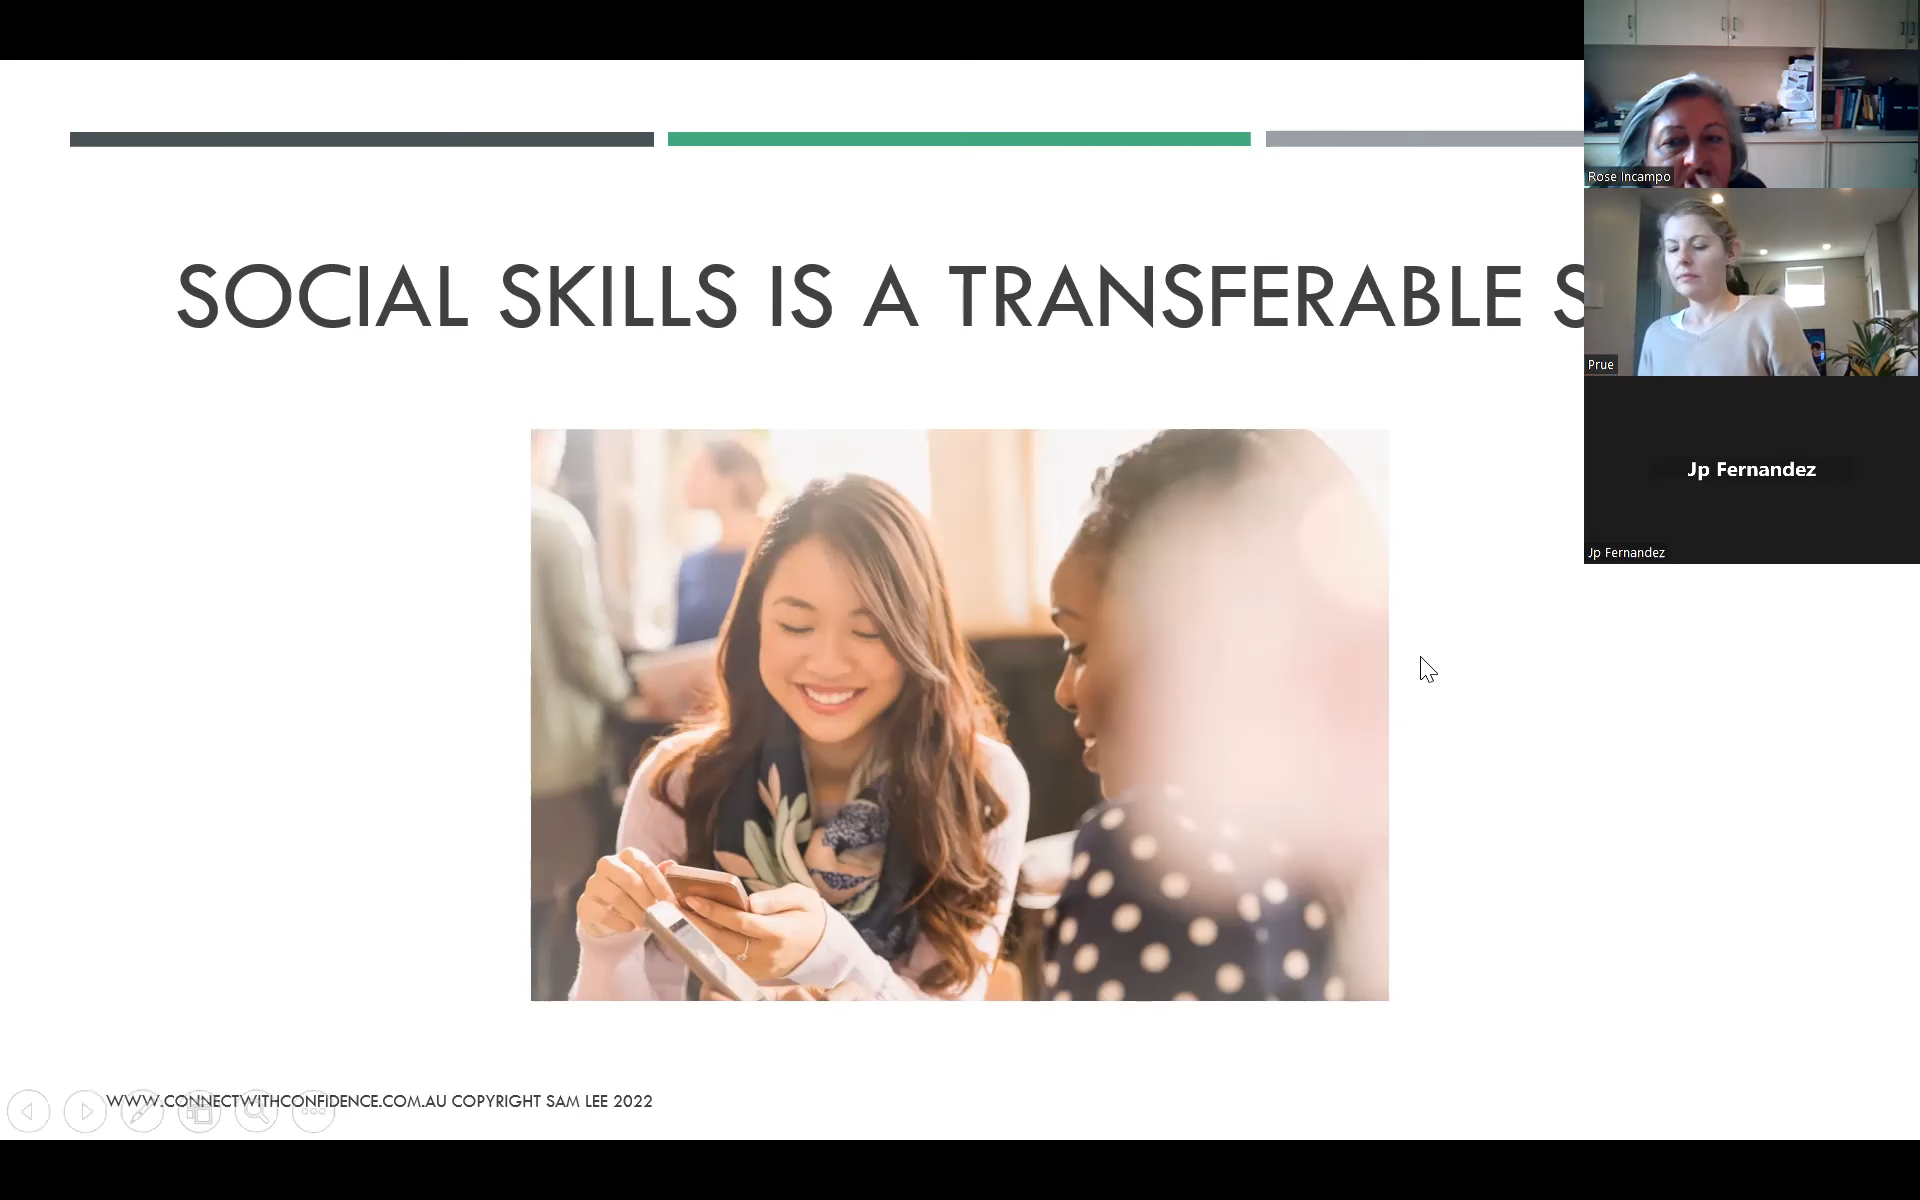 SOCIAL SKILLS IS A TRANSFERABLE S
WWW.CONNECTWITHCONFIDENCE.COM.AU COPYRIGHT SAM LEE 2022
Rose Incampo
Prue
Jp Fernandez
Jp Fernandez